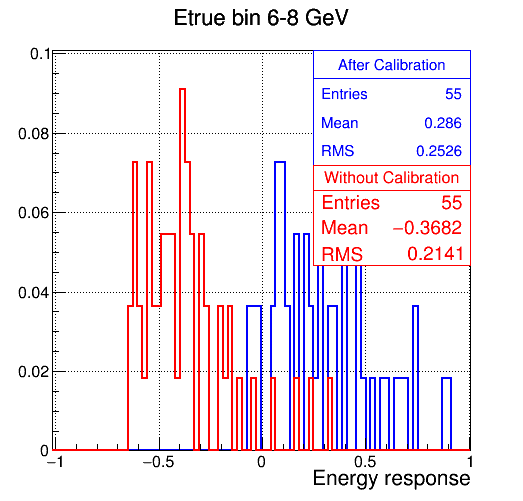 Etrue bin 6-8 GeV
After Calibration
Entries 55
Mean 0.286
RMS 0.2526
Without Calibration
Entries 55
Mean −0.3682
RMS 0.2141
0.1
0.08
0.06
0.04
0.02
0
−1 −0.5 0 0.5 1
Energy response